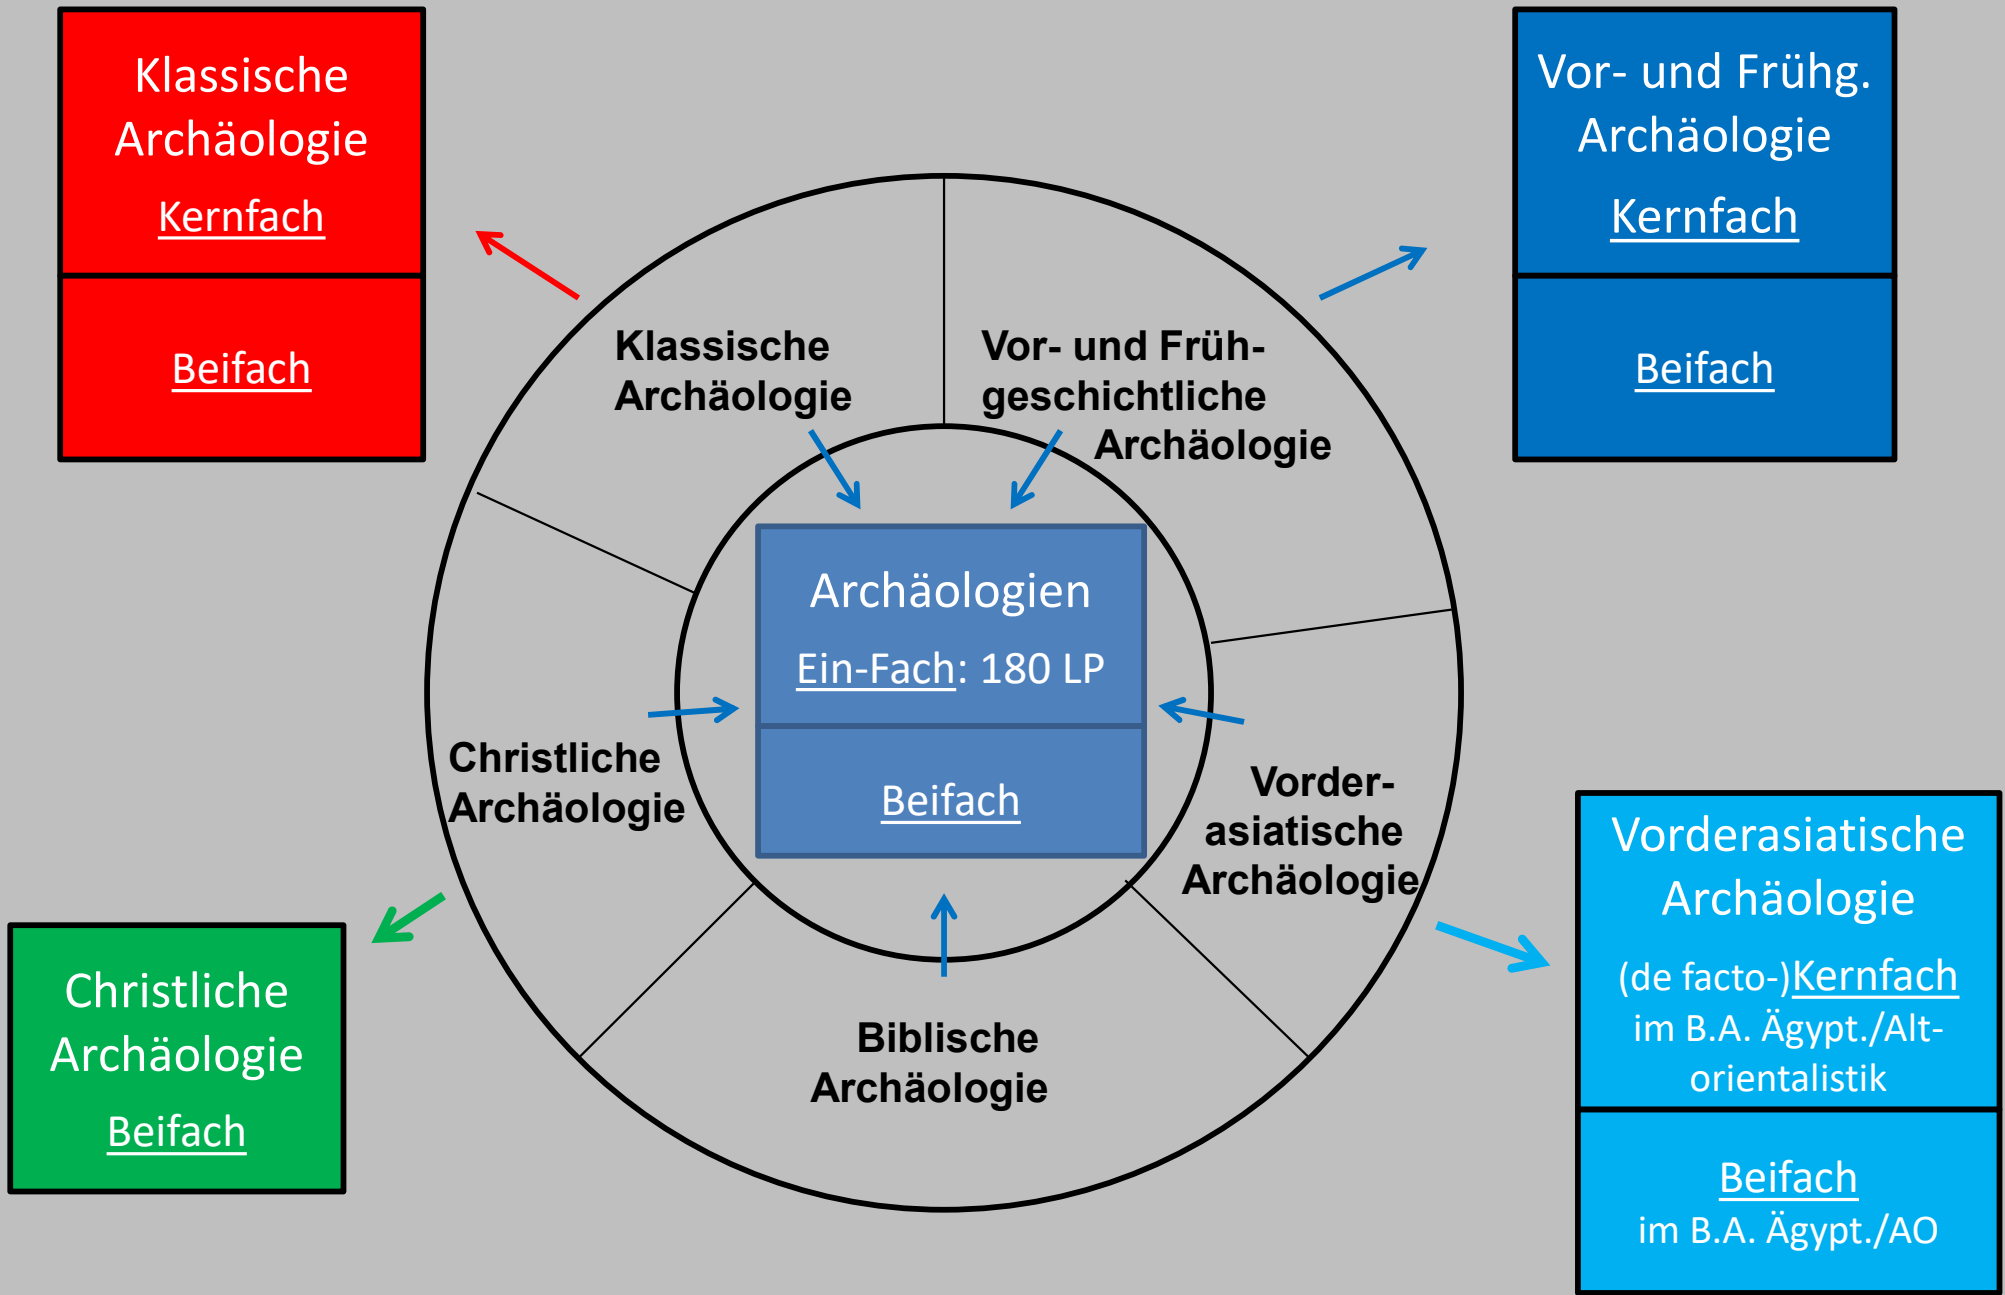 Klassische
Archäologie
Kernfach
Beifach
Vor- und Frühg.
Archäologie
Kernfach
Beifach
Klassische
Archäologie
Vor- und Früh-
geschichtliche
Archäologie
Archäologien
Ein-Fach: 180 LP
Beifach
Christliche
Archäologie
Vorder-
asiatische
Archäologie
Biblische
Archäologie
Christliche
Archäologie
Beifach
Vorderasiatische
Archäologie
(de facto-)Kernfach
im B.A. Ägypt./Alt-
orientalistik
Beifach
im B.A. Ägypt./AO